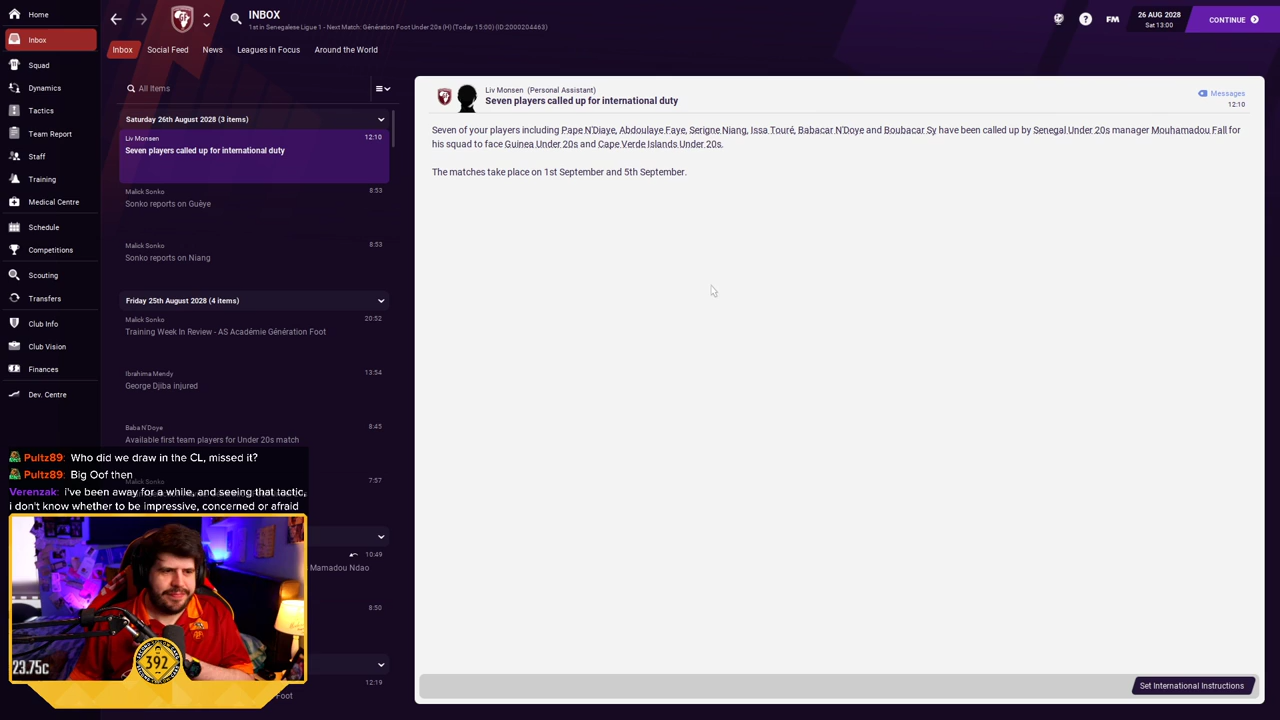 Home
INBOX
1st in Senegalese Ligue 1 - Next Match: Génération Foot Under 20s (H) (Today 15:00) (ID:2000204463)
FM
26 AUG 2028
Sat 13:00
CONTINUE
Inbox
Squad
Dynamics
Tactics
Team Report
Staff
Training
Medical Centre
Schedule
Competitions
Scouting
Transfers
Club Info
Club Vision
Finances
Dev. Centre
Inbox
Social Feed
News
Leagues in Focus
Around the World
All Items
Saturday 26th August 2028 (3 items)
Liv Monsen
12:10
Seven players called up for international duty
Malick Sonko
8:53
Sonko reports on Guèye
Malick Sonko
8:53
Sonko reports on Niang
Friday 25th August 2028 (4 items)
Malick Sonko
20:52
Training Week In Review - AS Académie Génération Foot
Ibrahima Mendy
13:54
George Djiba injured
Baba N'Doye
8:45
Available first team players for Under 20s match
Malick Sonko
7:57
10:49
Mamadou Ndao
8:50
12:19
Foot
Liv Monsen (Personal Assistant)
Seven players called up for international duty
Messages
12:10
Seven of your players including Pape N'Diaye, Abdoulaye Faye, Serigne Niang, Issa Touré, Babacar N'Doye and Boubacar Sy have been called up by Senegal Under 20s manager Mouhamadou Fall for
his squad to face Guinea Under 20s and Cape Verde Islands Under 20s.
The matches take place on 1st September and 5th September.
Set International Instructions
Pultz89: Who did we draw in the CL, missed it?
Pultz89: Big Oof then
Verenzak: i've been away for a while, and seeing that tactic,
i don't know whether to be impressive, concerned or afraid
392
23.75c